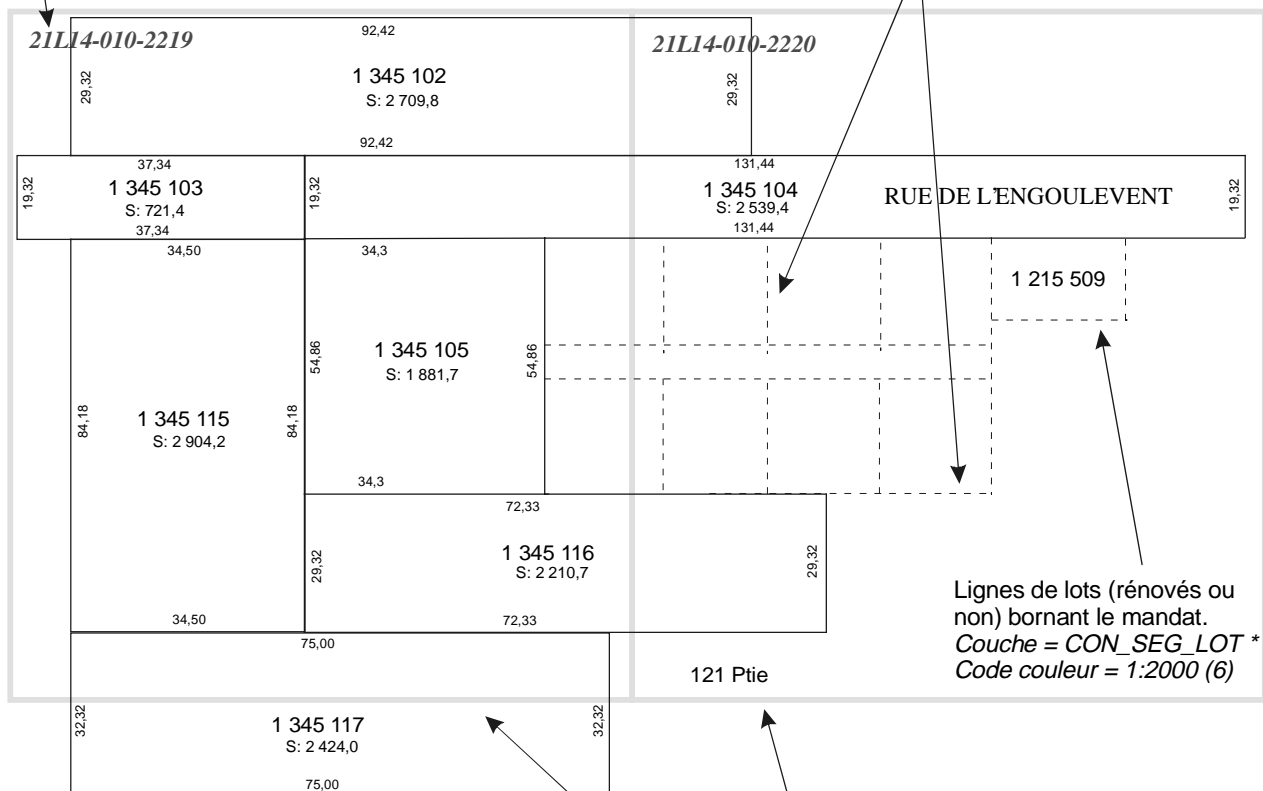 21L14-010-2219
92,42
21L14-010-2220
29,32
1 345 102
S: 2 709,8
29,32
92,42
37,34
131,44
19,32
1 345 103
S: 721,4
37,34
19,32
1 345 104
S: 2 539,4
131,44
RUE DE L'ENGOULEVENT
19,32
34,50
34,3
1 215 509
54,86
1 345 105
S: 1 881,7
54,86
84,18
1 345 115
S: 2 904,2
84,18
34,3
72,33
29,32
1 345 116
S: 2 210,7
29,32
34,50
72,33
Lignes de lots (rénovés ou
non) bornant le mandat.
Couche = CON_SEG_LOT *
Code couleur = 1:2000 (6)
75,00
121 Ptie
32,32
1 345 117
S: 2 424,0
32,32
75,00